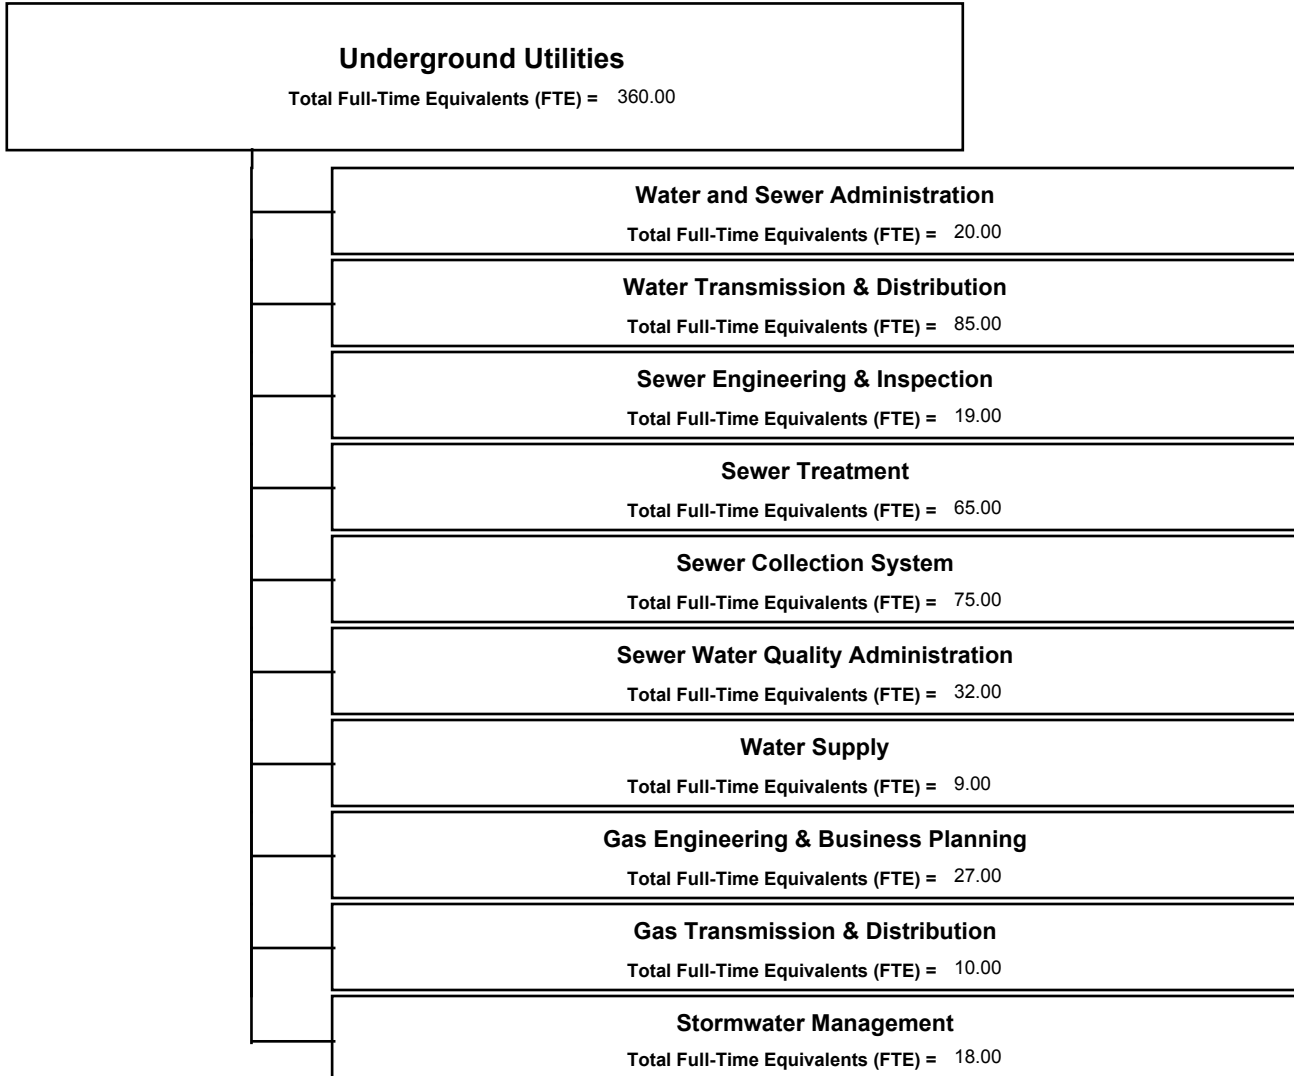 Underground Utilities
Total Full-Time Equivalents (FTE) = 360.00
Water and Sewer Administration
Total Full-Time Equivalents (FTE) = 20.00
Water Transmission & Distribution
Total Full-Time Equivalents (FTE) = 85.00
Sewer Engineering & Inspection
Total Full-Time Equivalents (FTE) = 19.00
Sewer Treatment
Total Full-Time Equivalents (FTE) = 65.00
Sewer Collection System
Total Full-Time Equivalents (FTE) = 75.00
Sewer Water Quality Administration
Total Full-Time Equivalents (FTE) = 32.00
Water Supply
Total Full-Time Equivalents (FTE) = 9.00
Gas Engineering & Business Planning
Total Full-Time Equivalents (FTE) = 27.00
Gas Transmission & Distribution
Total Full-Time Equivalents (FTE) = 10.00
Stormwater Management
Total Full-Time Equivalents (FTE) = 18.00